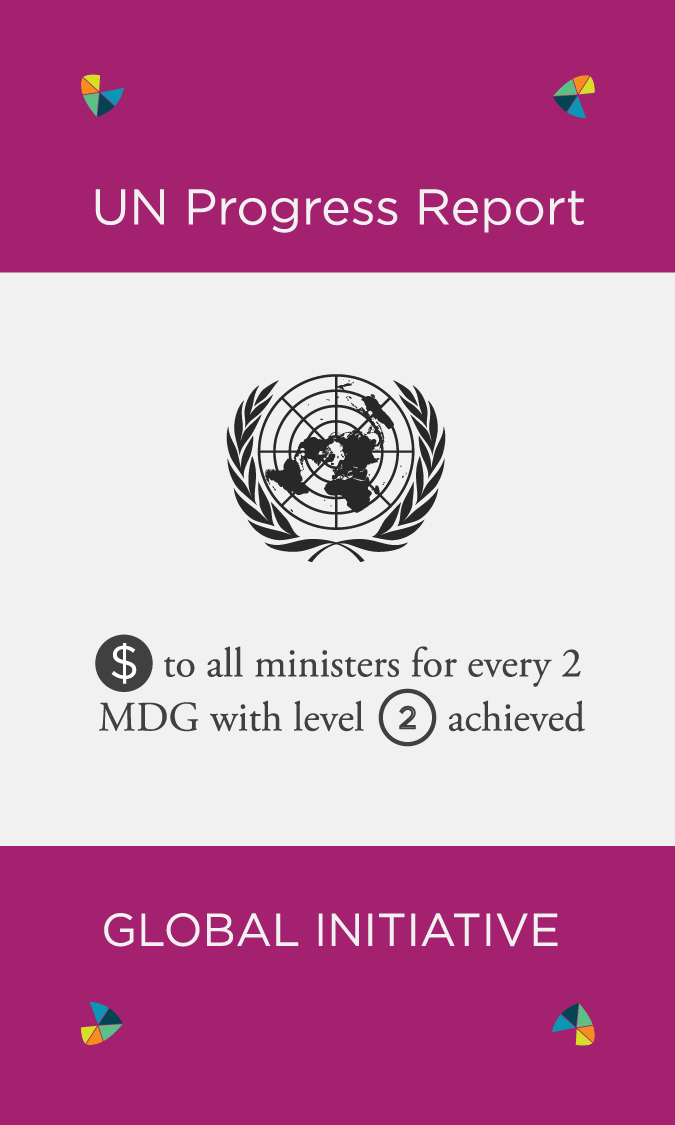 UN Progress Report
$ to all ministers for every 2
MDG with level 2 achieved
GLOBAL INITIATIVE